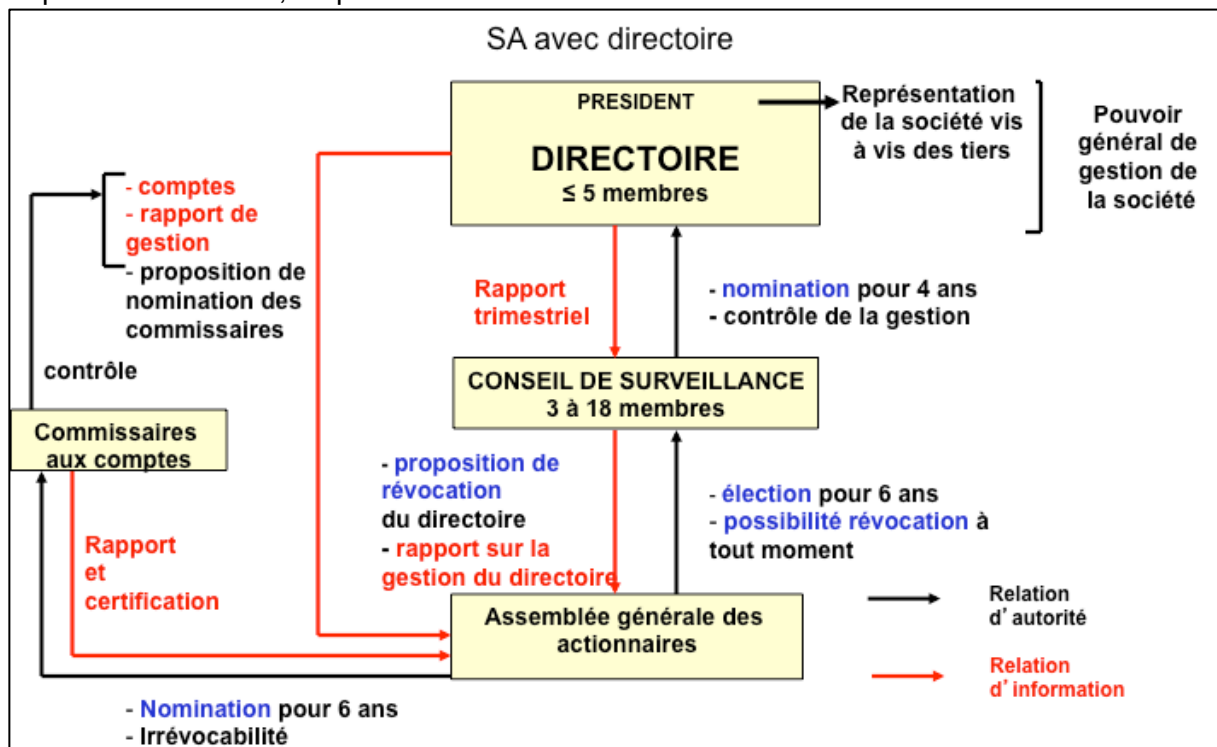 SA avec directoire
PRESIDENT
DIRECTOIRE
≤ 5 membres
Représentation
de la société vis
à vis des tiers
Pouvoir
général de
gestion de
la société
- comptes
- rapport de
gestion
- proposition de
nomination des
commissaires
contrôle
Rapport
trimestriel
- nomination pour 4 ans
- contrôle de la gestion
CONSEIL DE SURVEILLANCE
3 à 18 membres
Commissaires
aux comptes
- proposition de
révocation
du directoire
- rapport sur la
gestion du directoire
- élection pour 6 ans
- possibilité révocation à
tout moment
Rapport
et
certification
Assemblée générale des
actionnaires
Relation
d'autorité
Relation
d'information
- Nomination pour 6 ans
- Irrévocabilité